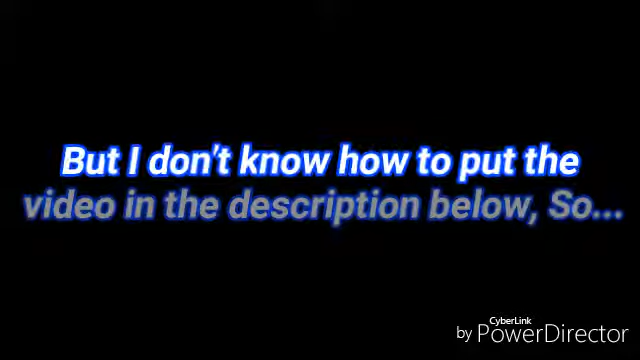 But I don't know how to put the
video in the description below, So...
CyberLink
by PowerDirector